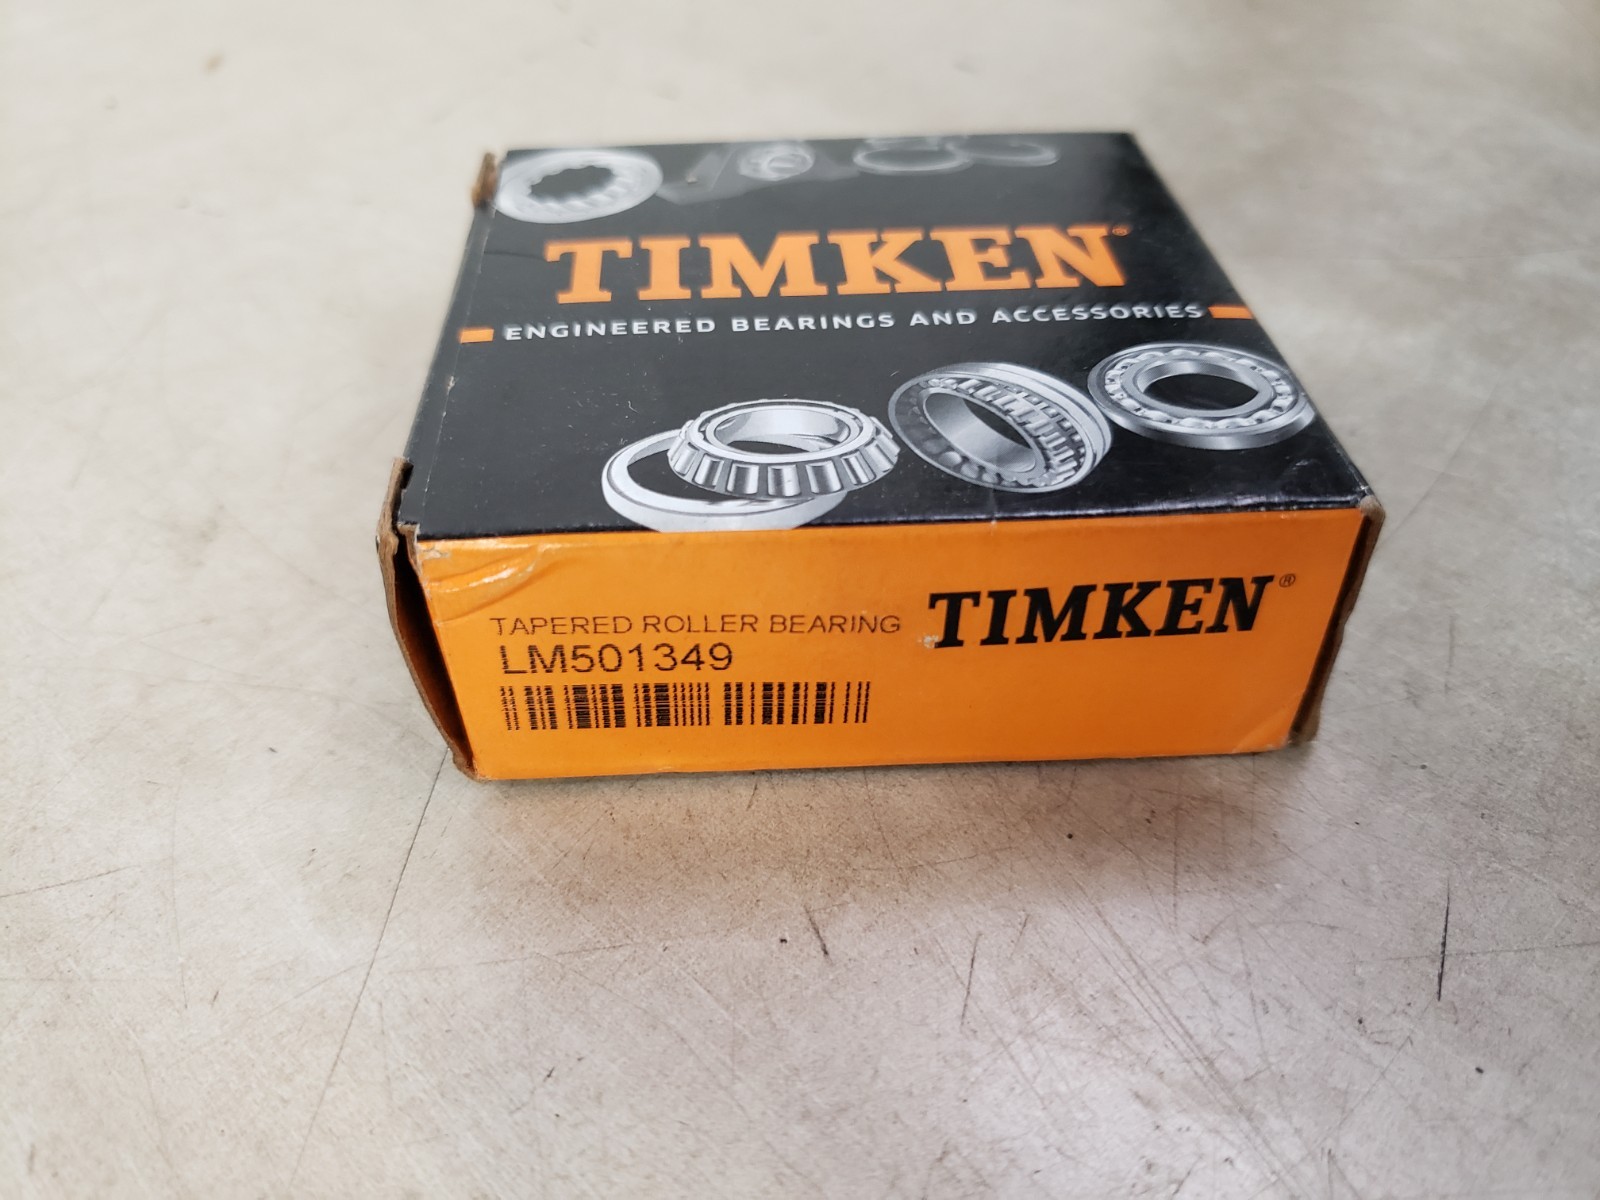 TIMKEN®
ENGINEERED BEARINGS AND ACCESSORIES
TAPERED ROLLER BEARING
LM501349
TIMKEN®